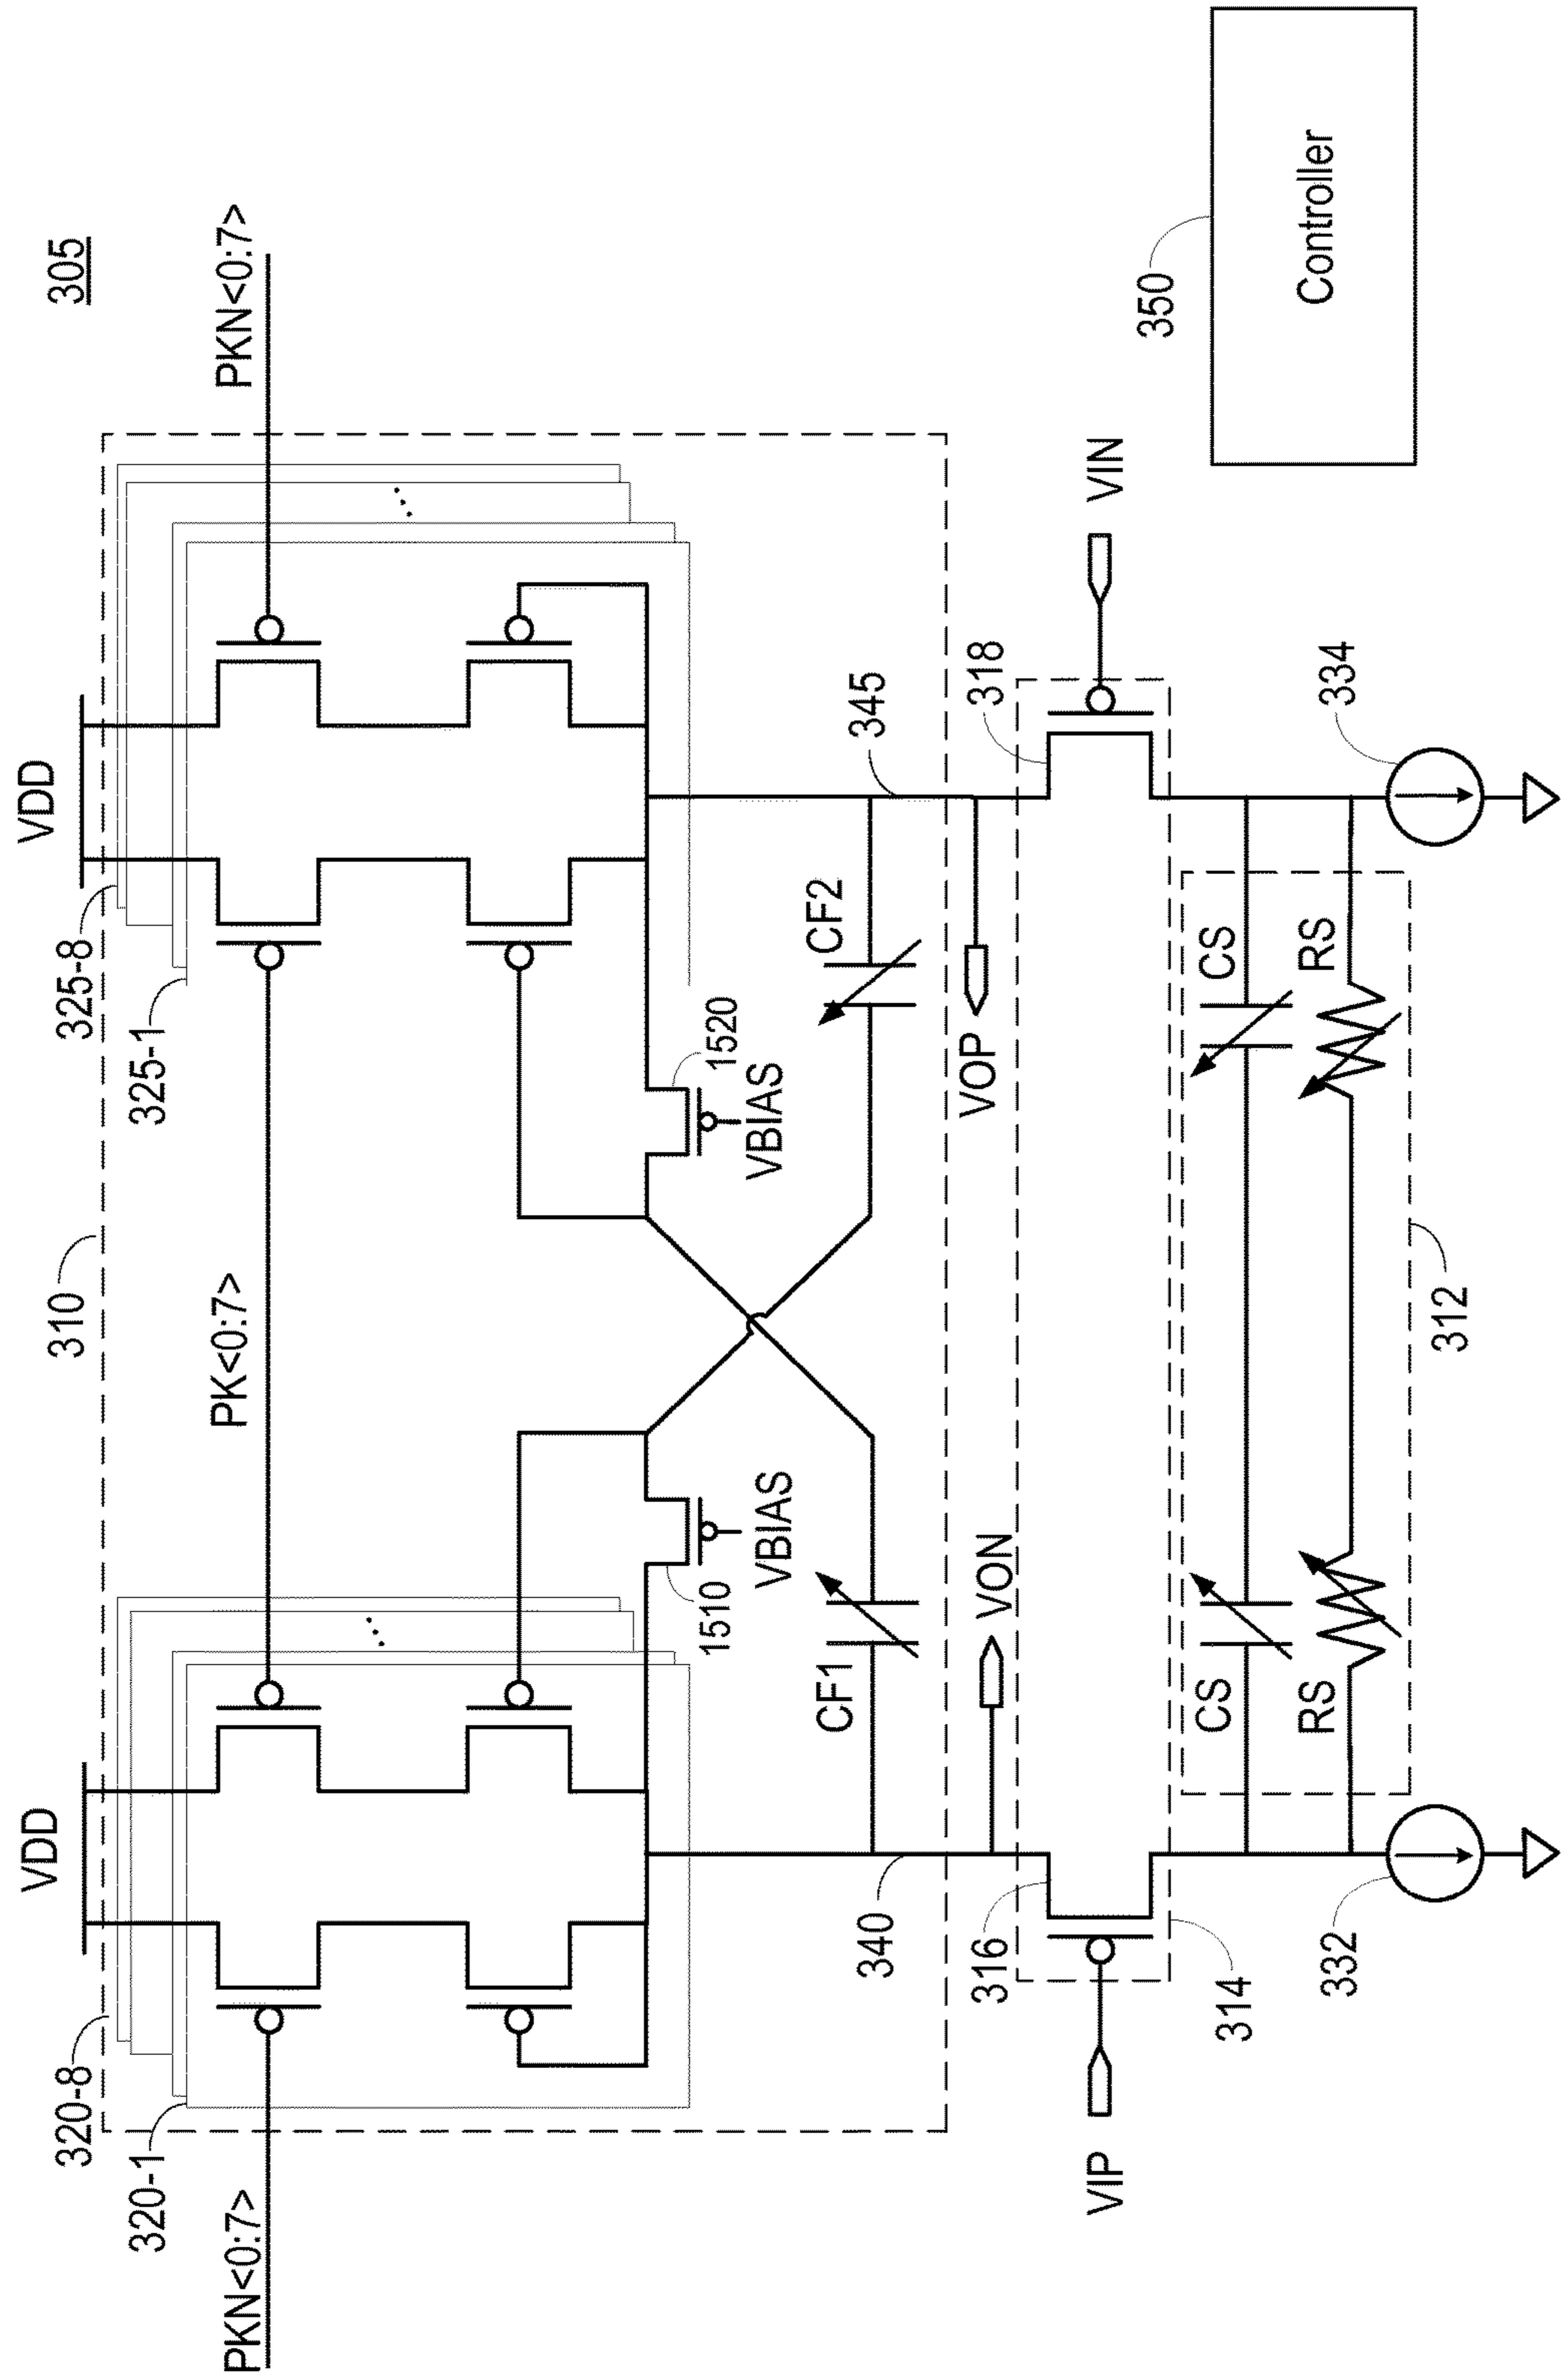 305
310
VDD
VDD
320-8
320-1
325-8
325-1
PKN<0:7>
PK<0:7>
PKN<0:7>
1510
VBIAS
1520
VBIAS
CF1
CF2
340
VON
VOP
345
316
318
VIP
VIN
314
CS
CS
RS
RS
312
332
334
350
Controller